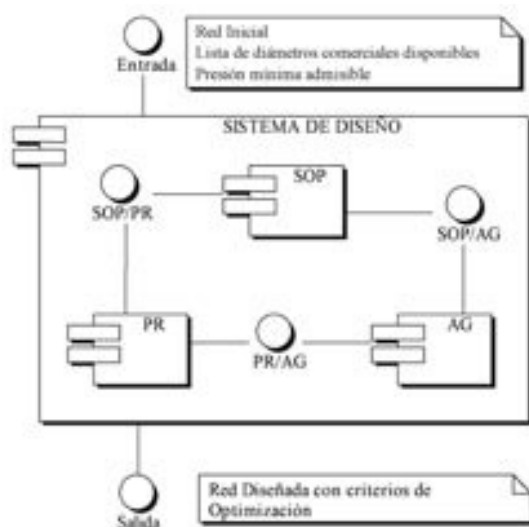 Red Inicial
Lista de diámetros comerciales disponibles
Presión mínima admisible
Entrada
SISTEMA DE DISEÑO
SOP
SOP/PR
SOP/AG
PR
AG
PR/AG
Red Diseñada con criterios de
Optimización
Salida